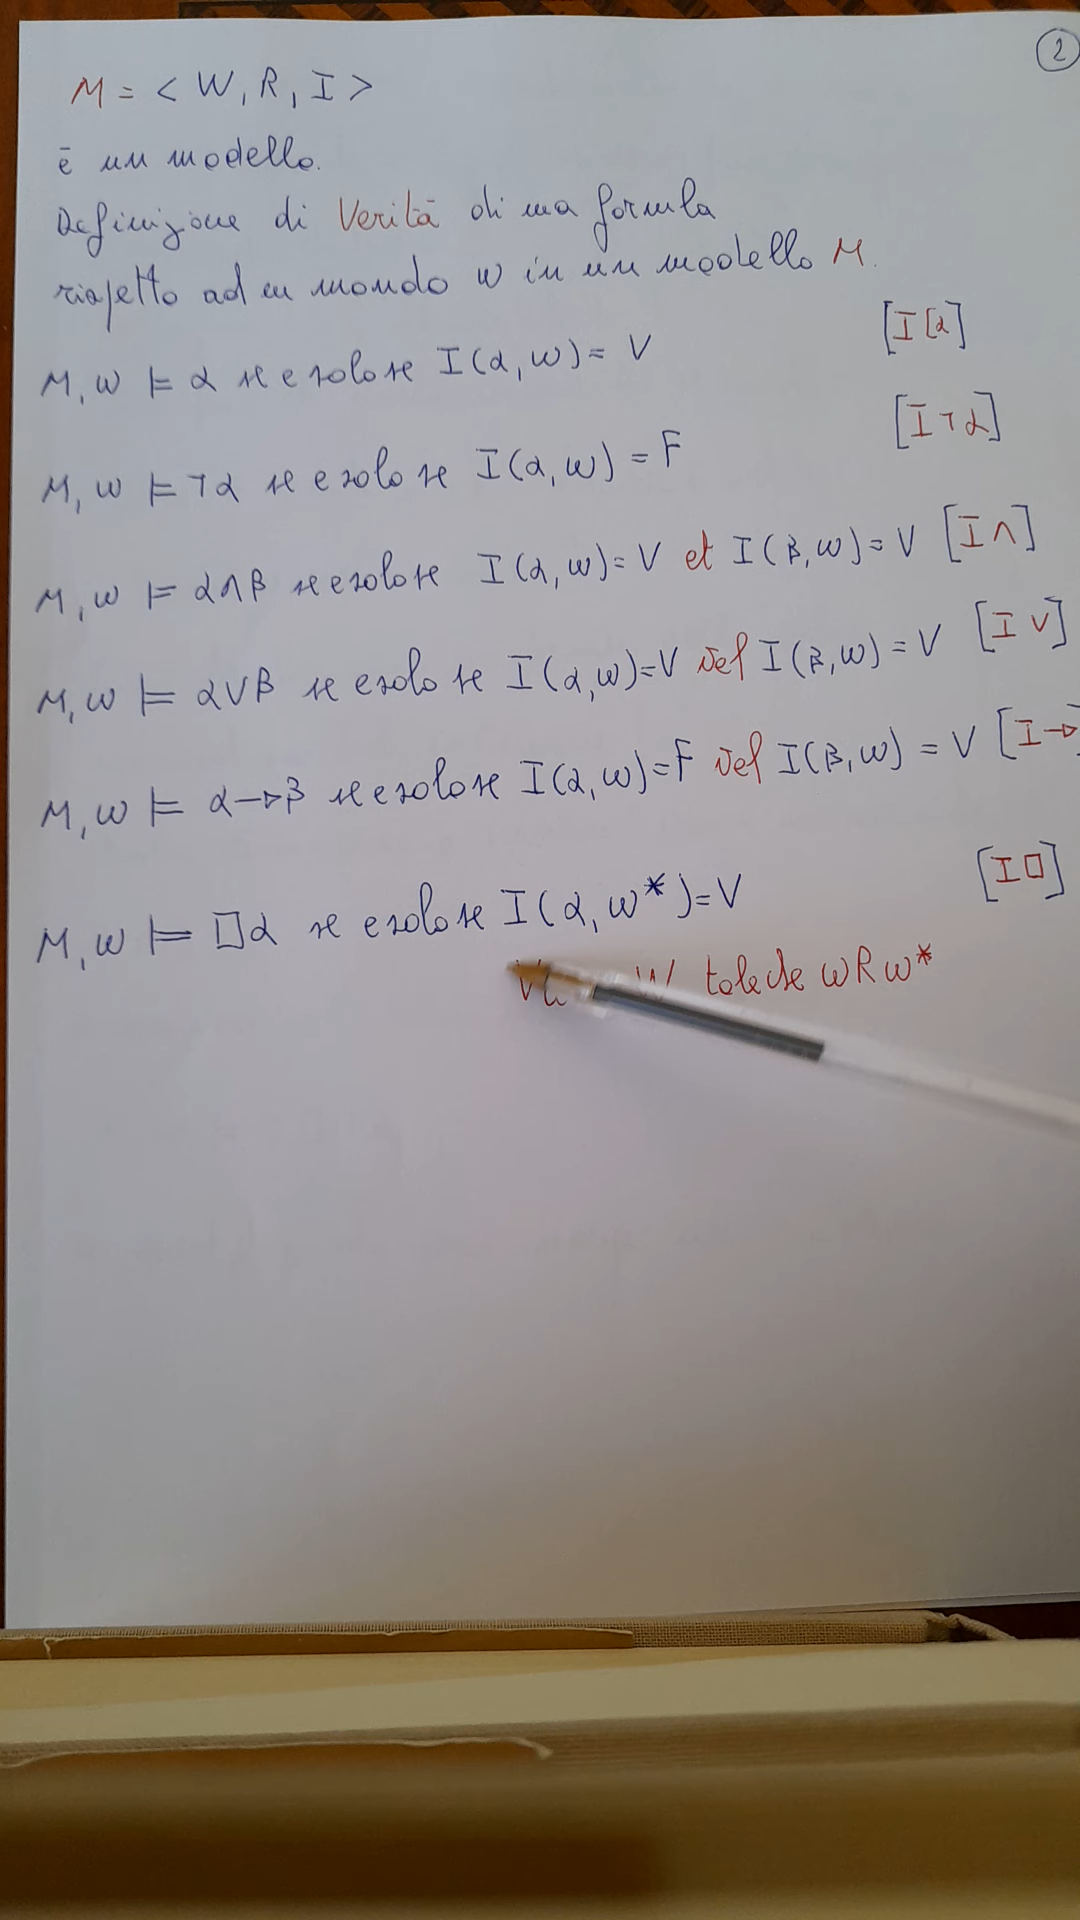 2
M = < W, R, I >
è un modello.
Definizione di Verità di una formula
rispetto ad un mondo w in un modello M.
M, w ⊨ α se e solo se I(α, w) = V [I[α]
M, w ⊨ ¬α se e solo se I(α, w) = F [I¬α]
M, w ⊨ α∧β se e solo se I(α, w) = V et I(β, w) = V [I∧]
M, w ⊨ α∨β se e solo se I(α, w) = V vel I(β, w) = V [I∨]
M, w ⊨ α→β se e solo se I(α, w) = F vel I(β, w) = V [I→]
M, w ⊨ □α se e solo se I(α, w*) = V [I□]
W tale che wRw*